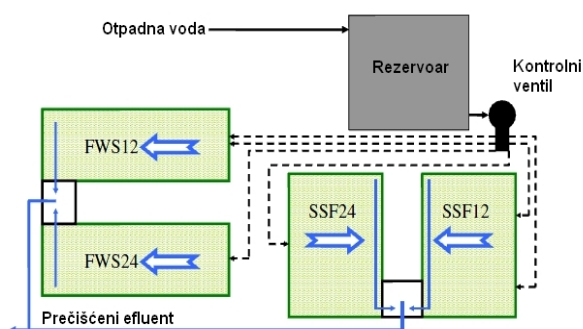 Otpadna voda
Rezervoar
Kontrolni
ventil
FWS12
FWS24
SSF24
SSF12
Prečišćeni efluent